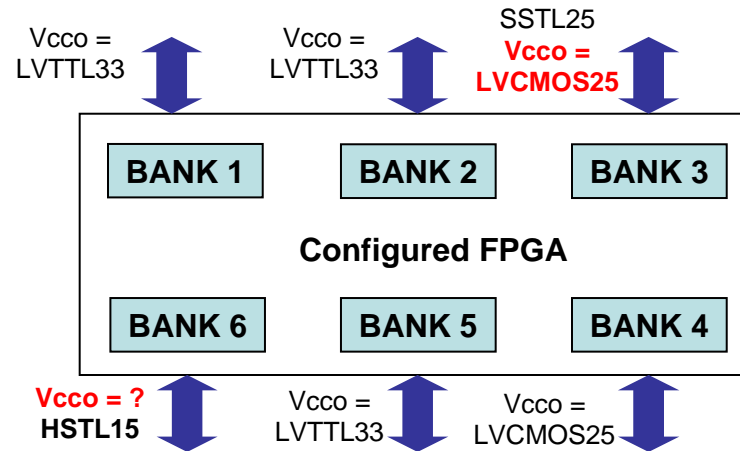 Vcco =
LVTTL33
Vcco =
LVTTL33
SSTL25
Vcco =
LVCMOS25
BANK 1
BANK 2
BANK 3
Configured FPGA
BANK 6
BANK 5
BANK 4
Vcco = ?
HSTL15
Vcco =
LVTTL33
Vcco =
LVCMOS25